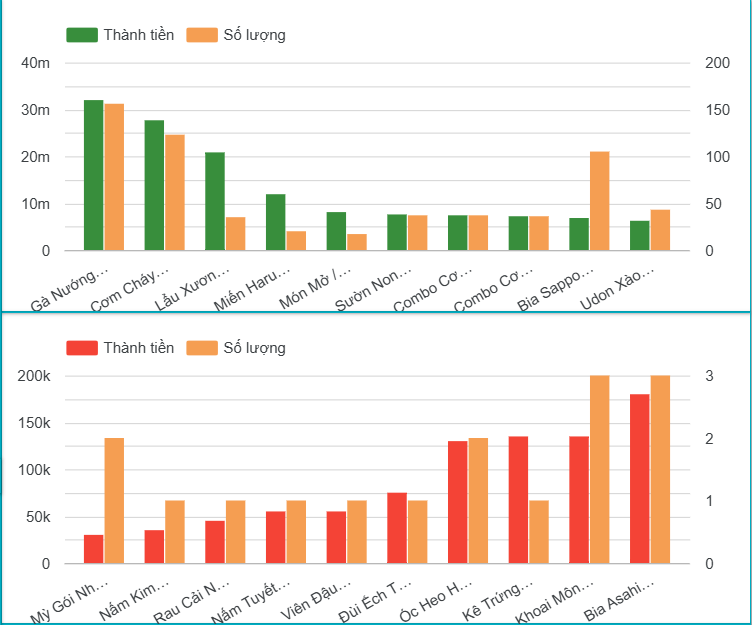 Thành tiền Số lượng
40m 200
30m 150
20m 100
10m 50
0 0
Gà Nướng… Cơm Cháy… Lẩu Xươn… Miến Haru… Món Mở /… Sườn Non… Combo Cơ… Combo Cơ… Bia Sappo… Udon Xào…
Thành tiền Số lượng
200k 3
150k
100k 2
50k 1
0 0
Mỳ Gói Nh… Nấm Kim… Rau Cải N… Nấm Tuyết… Viên Đậu… Đùi Ếch T… Óc Heo H… Kê Trứng… Khoai Môn… Bia Asahi…